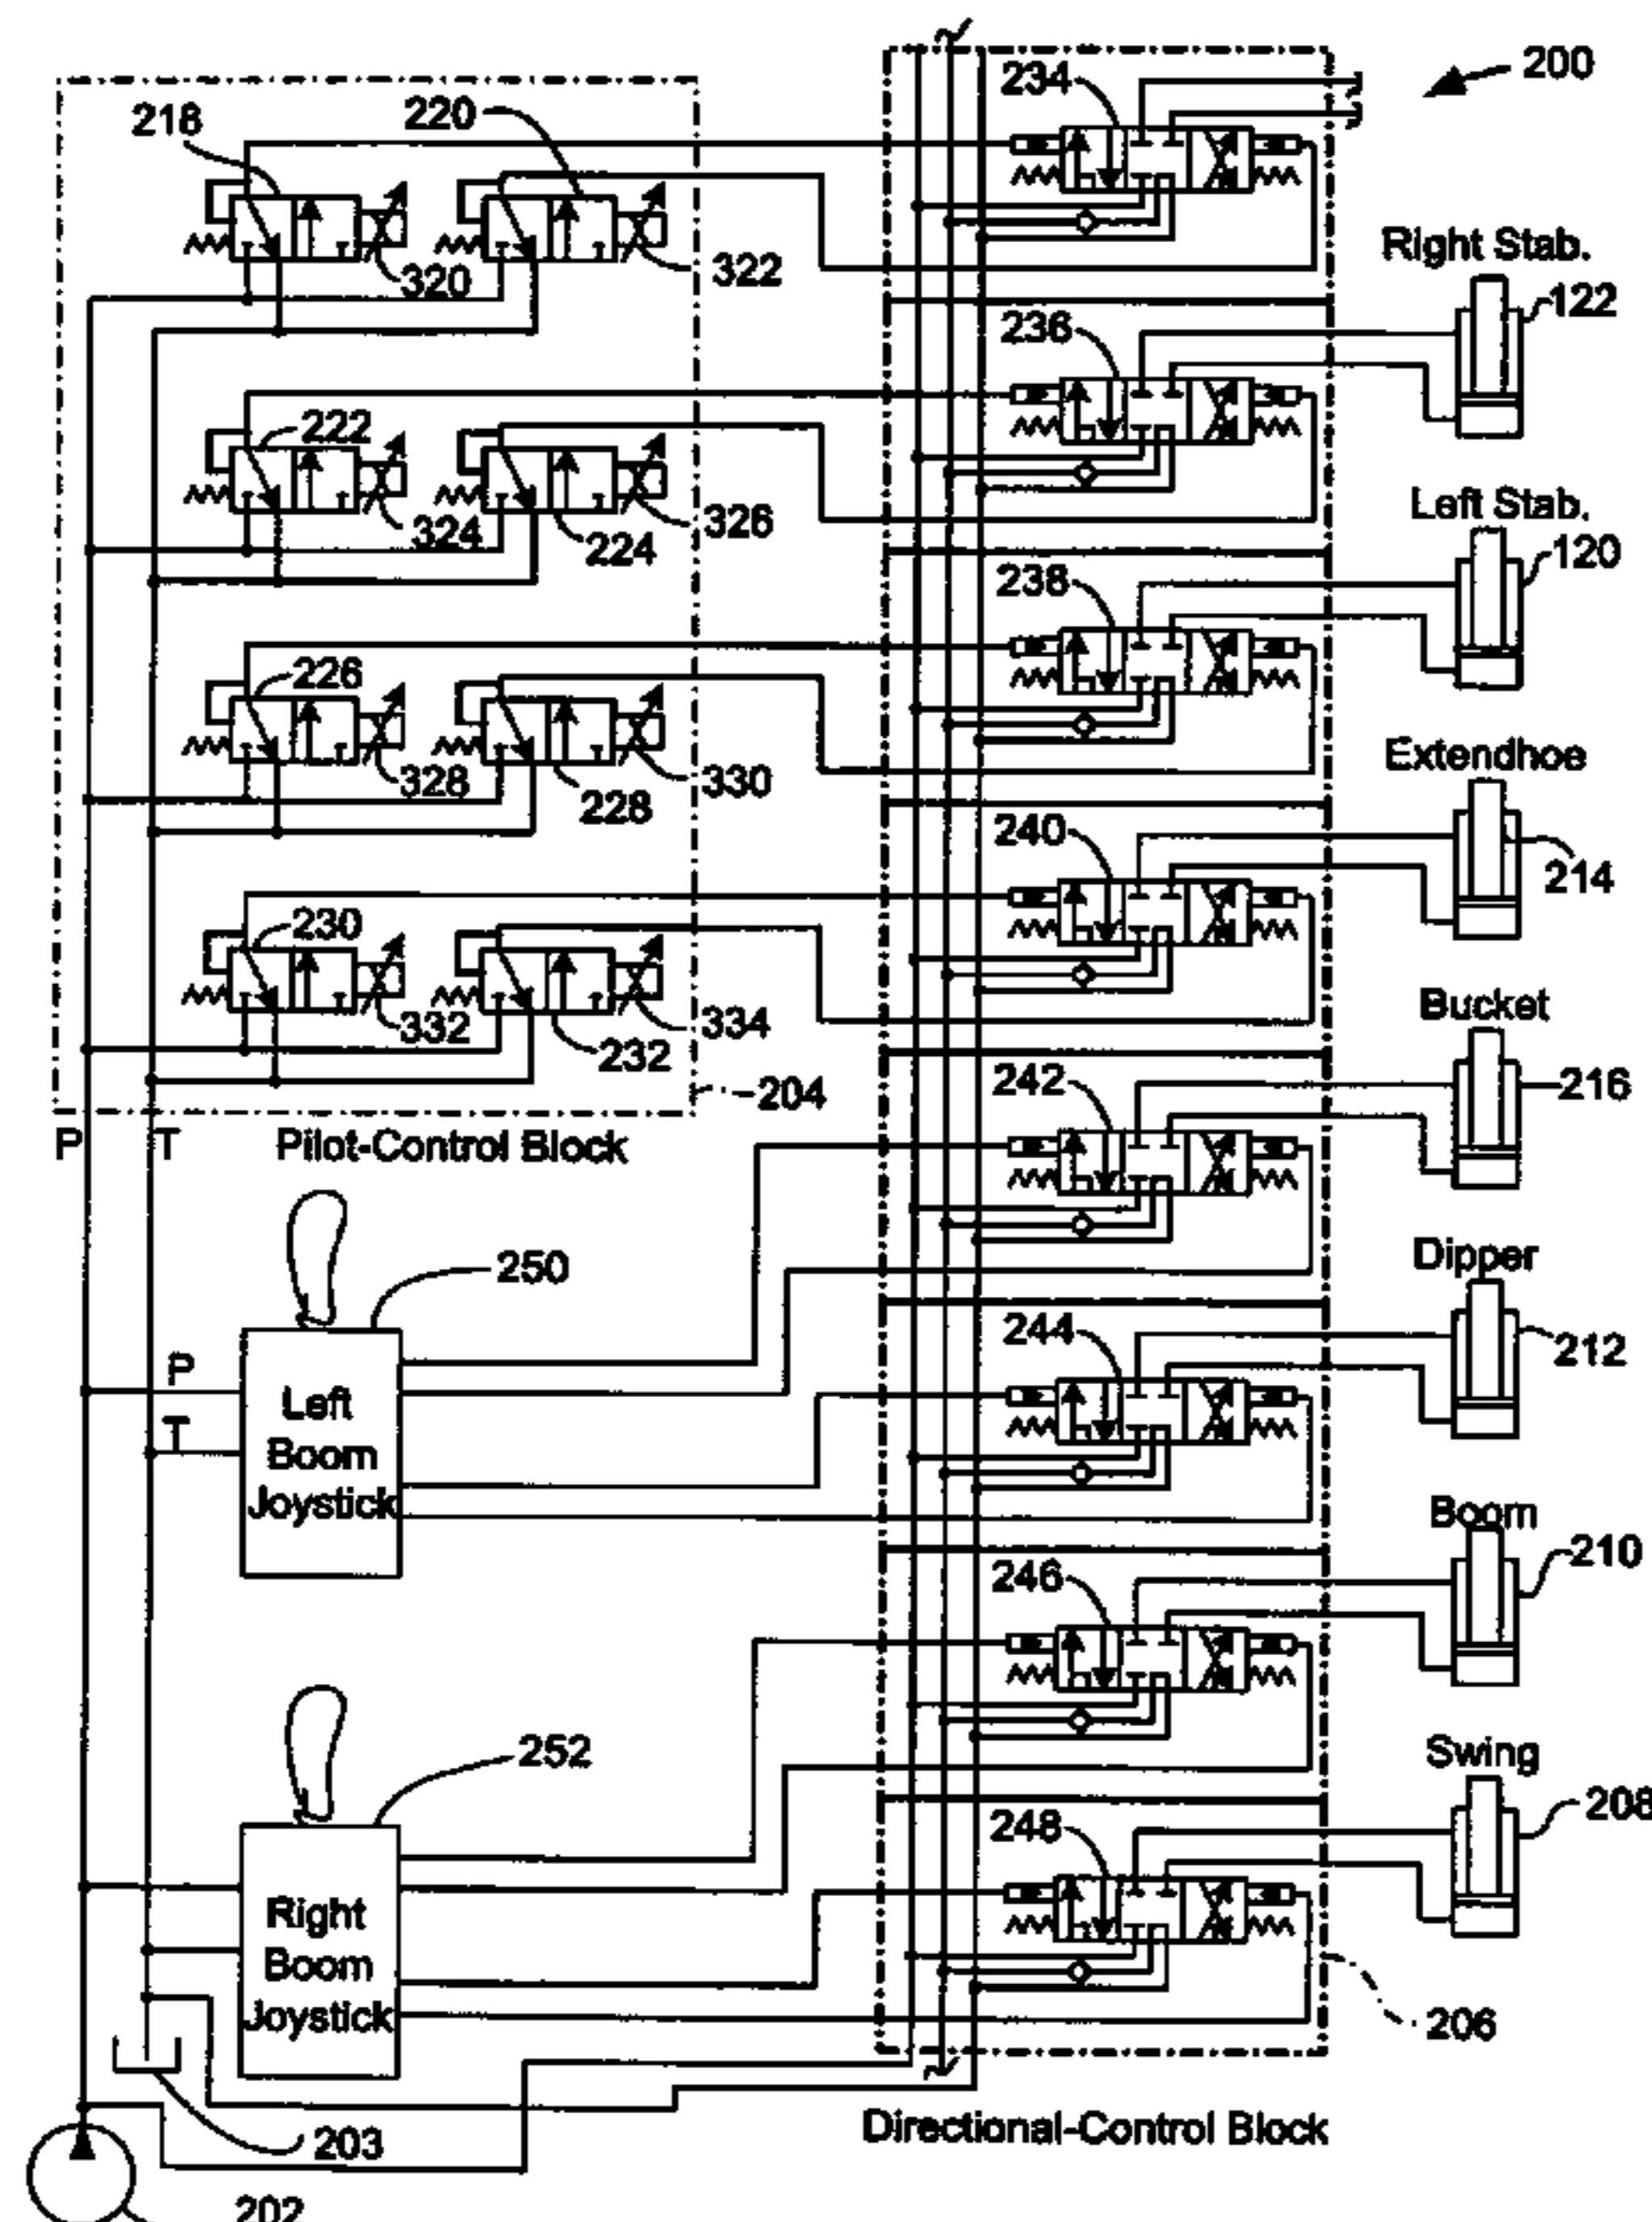 200
234
218
220
320
322
Right Stab.
122
236
222
324
326
224
Left Stab.
120
238
226
328
330
228
Extendhoe
214
240
230
332
334
232
204
Bucket
216
242
P
T
Pilot-Control Block
Dipper
212
244
250
P
T
Left
Boom
Joystick
Boom
210
246
252
Swing
208
248
Right
Boom
Joystick
206
203
Directional-Control Block
202